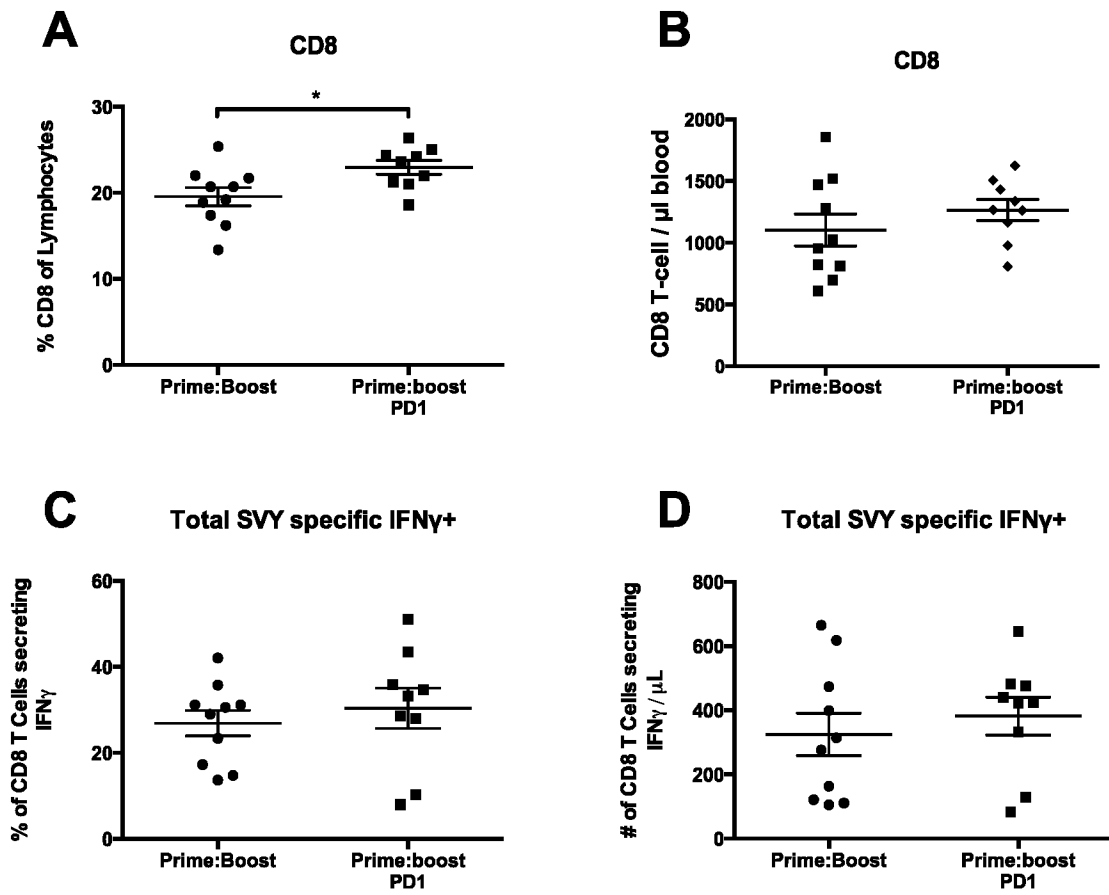 A
CD8
*
% CD8 of Lymphocytes
30
20
10
0
Prime:Boost
Prime:boost
PD1
B
CD8
CD8 T-cell / µl blood
2000
1500
1000
500
0
Prime:Boost
Prime:boost
PD1
C
Total SVY specific IFNγ+
% of CD8 T Cells secreting
IFNγ
60
40
20
0
Prime:Boost
Prime:boost
PD1
D
Total SVY specific IFNγ+
# of CD8 T Cells secreting
IFNγ / µL
800
600
400
200
0
Prime:Boost
Prime:boost
PD1